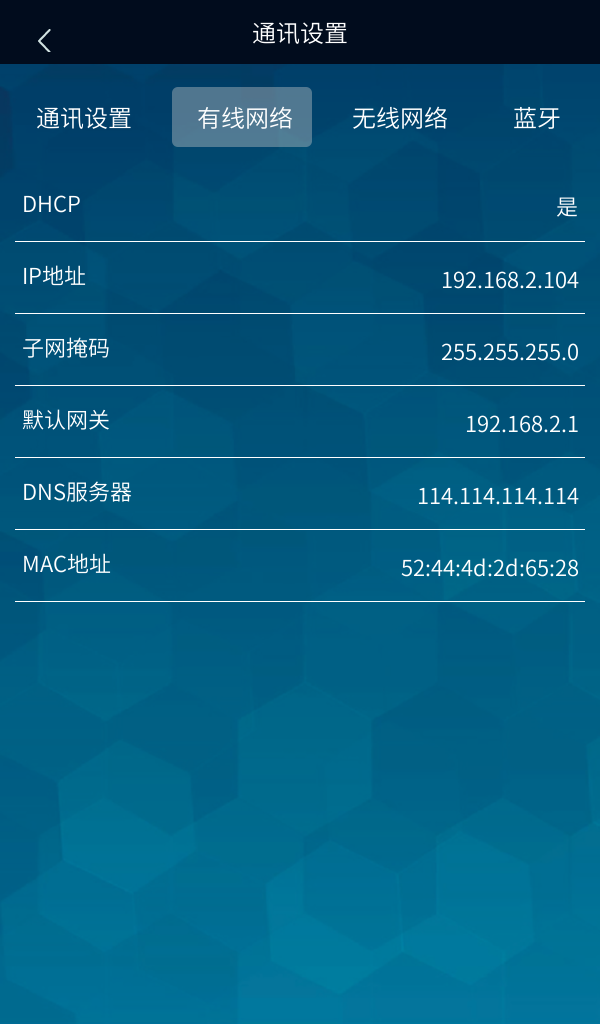 通讯设置
通讯设置 有线网络 无线网络 蓝牙
DHCP 是
IP地址 192.168.2.104
子网掩码 255.255.255.0
默认网关 192.168.2.1
DNS服务器 114.114.114.114
MAC地址 52:44:4d:2d:65:28